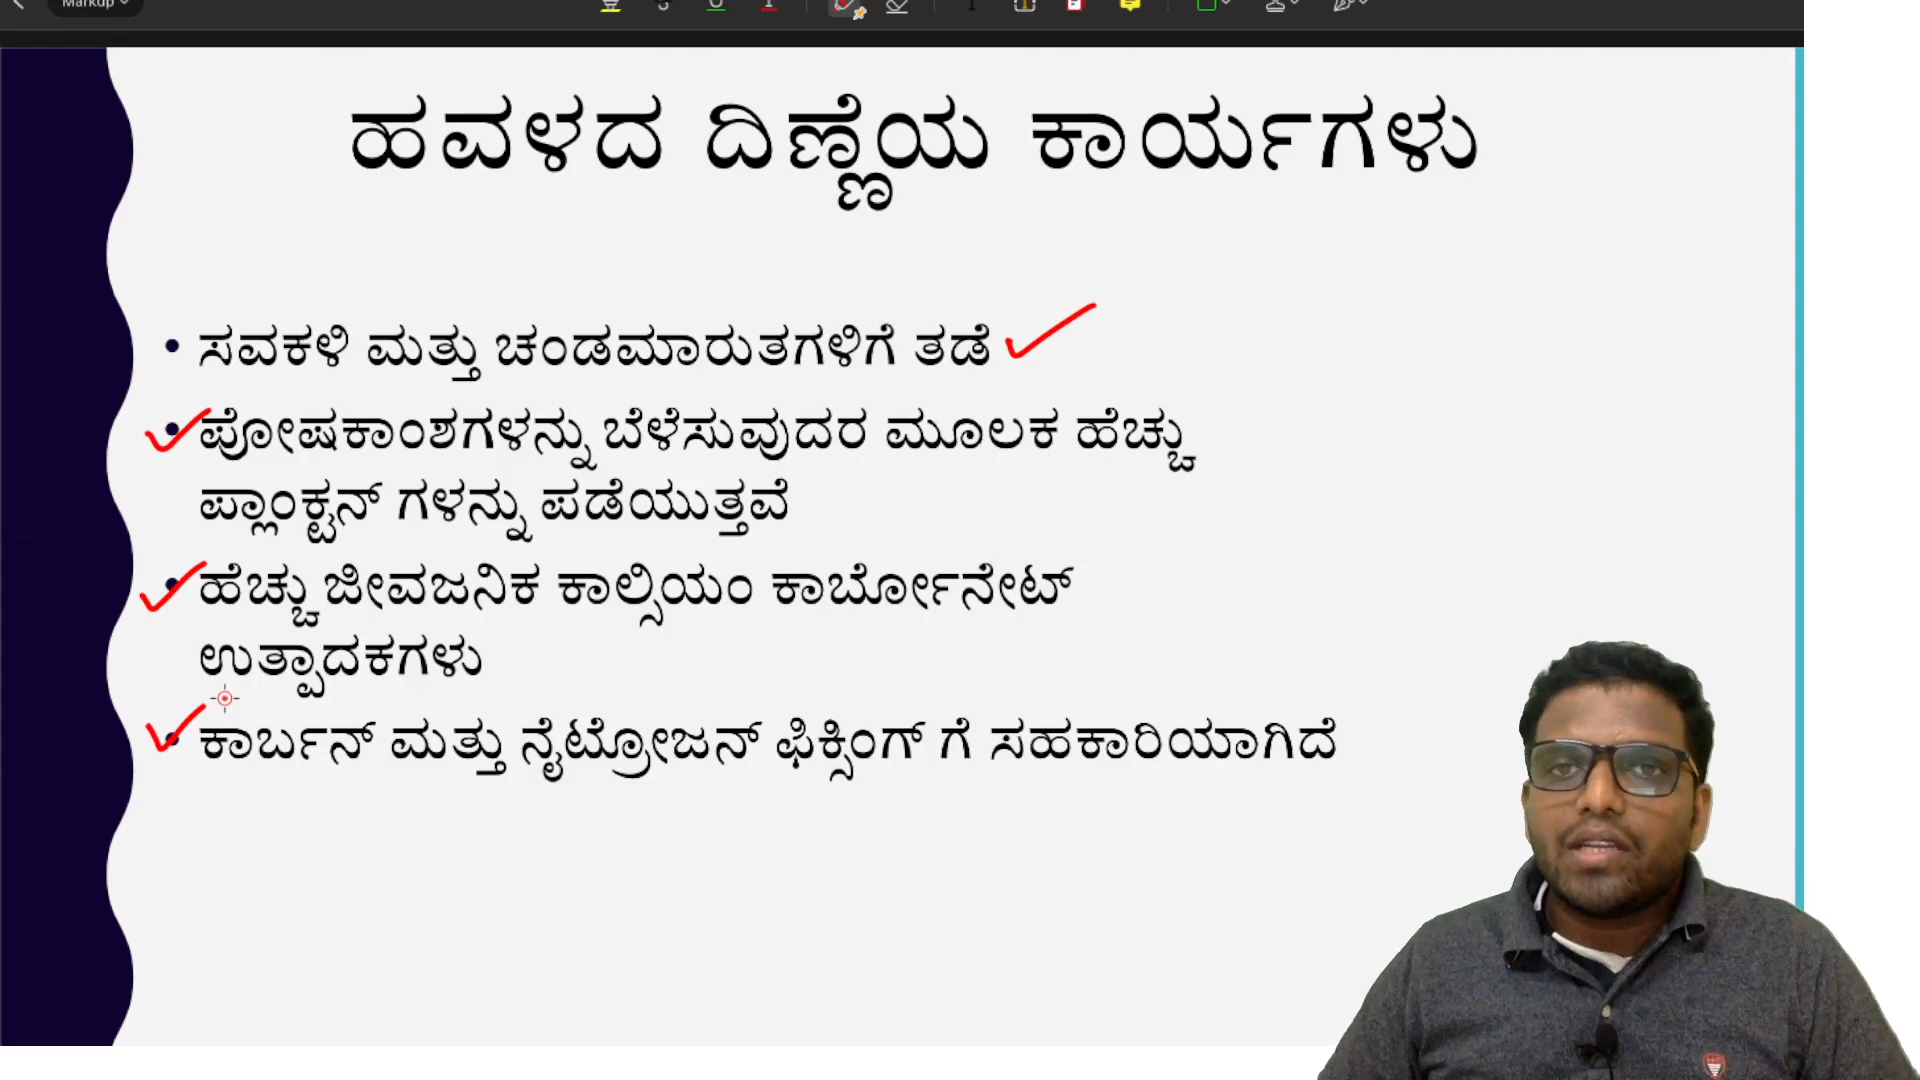 Markup
ಹವಳದ ದಿಣ್ಣೆಯ ಕಾರ್ಯಗಳು
• ಸವಕಳಿ ಮತ್ತು ಚಂಡಮಾರುತಗಳಿಗೆ ತಡೆ
• ಪೋಷಕಾಂಶಗಳನ್ನು ಬೆಳೆಸುವುದರ ಮೂಲಕ ಹೆಚ್ಚು
ಪ್ಲಾಂಕ್ಟನ್ ಗಳನ್ನು ಪಡೆಯುತ್ತವೆ
• ಹೆಚ್ಚು ಜೀವಜನಿಕ ಕಾಲ್ಸಿಯಂ ಕಾರ್ಬೋನೇಟ್
ಉತ್ಪಾದಕಗಳು
• ಕಾರ್ಬನ್ ಮತ್ತು ನೈಟ್ರೋಜನ್ ಫಿಕ್ಸಿಂಗ್ ಗೆ ಸಹಕಾರಿಯಾಗಿದೆ